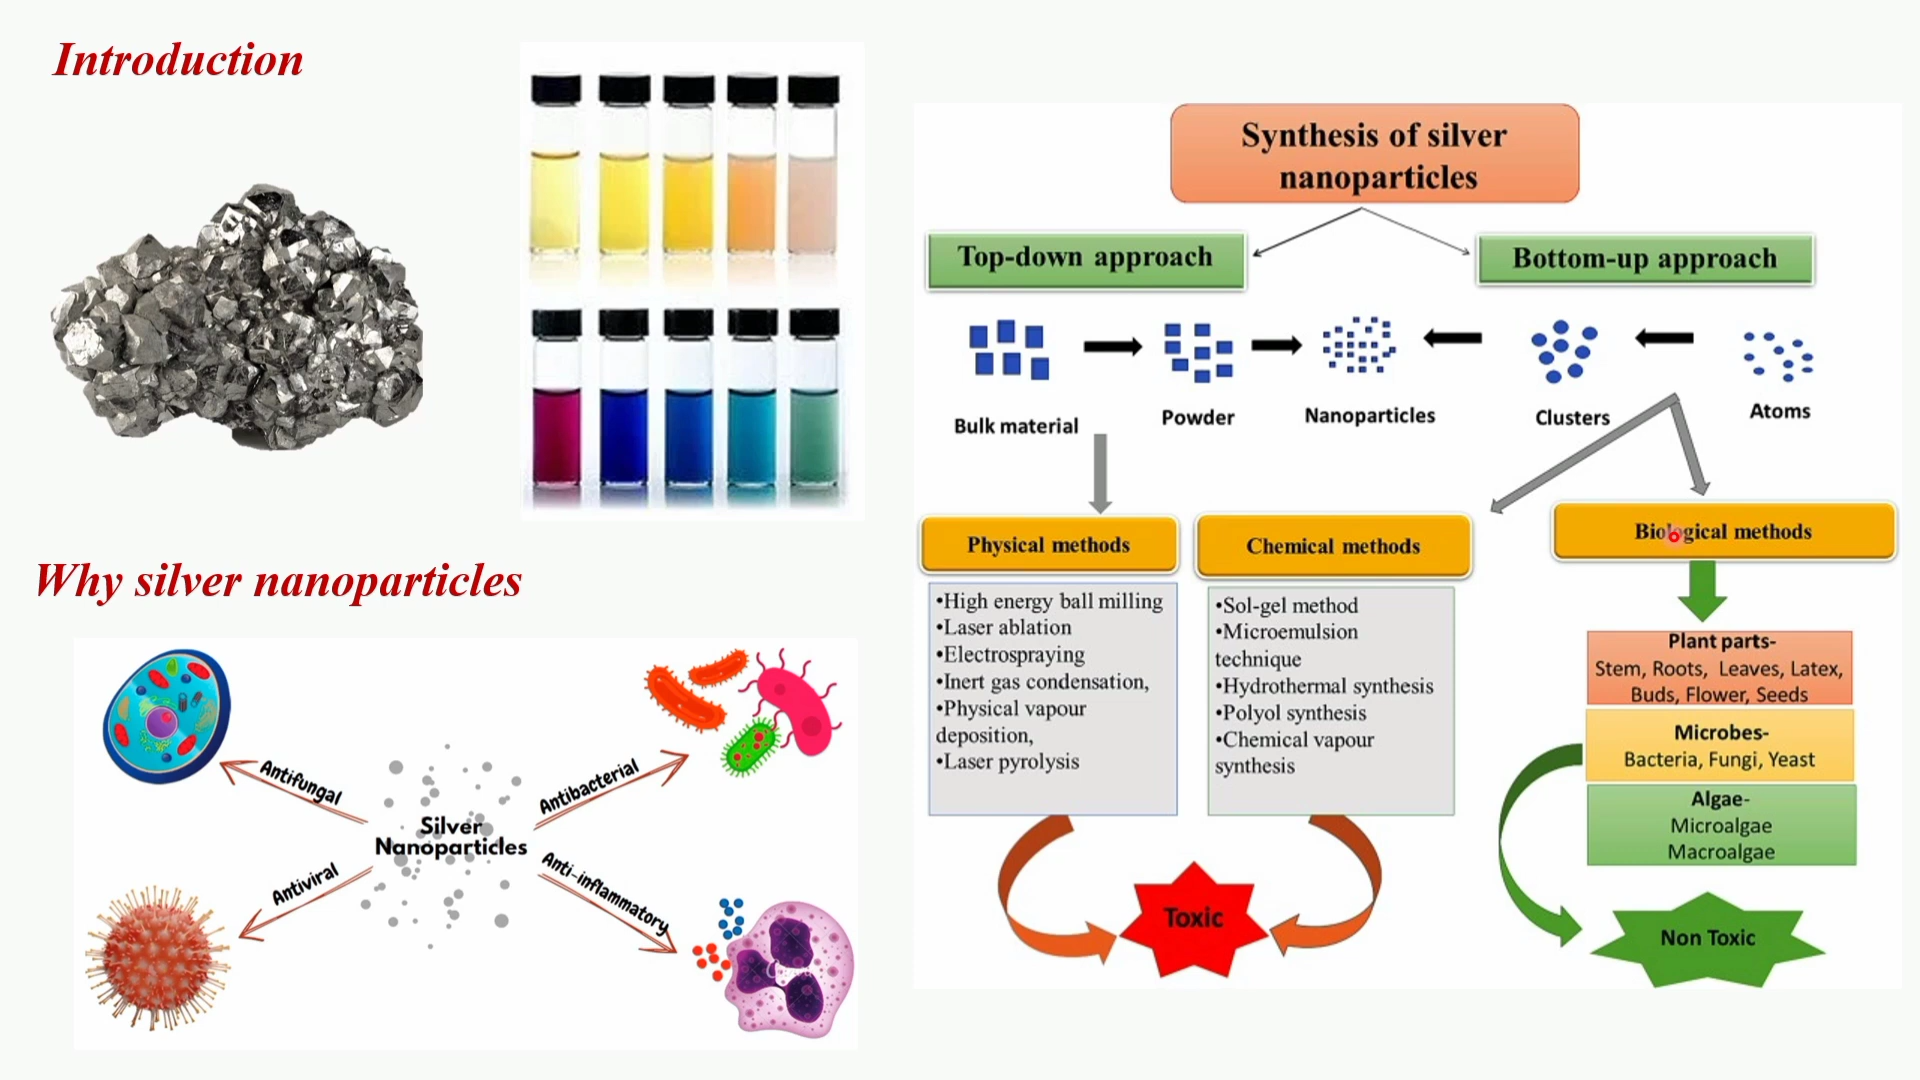 Introduction
Why silver nanoparticles
Antifungal
Antibacterial
Silver
Nanoparticles
Antiviral
Anti-inflammatory
Synthesis of silver
nanoparticles
Top-down approach
Bottom-up approach
Bulk material
Powder
Nanoparticles
Clusters
Atoms
Physical methods
•High energy ball milling
•Laser ablation
•Electrospraying
•Inert gas condensation,
•Physical vapour
deposition,
•Laser pyrolysis
Chemical methods
•Sol-gel method
•Microemulsion
technique
•Hydrothermal synthesis
•Polyol synthesis
•Chemical vapour
synthesis
Biological methods
Plant parts-
Stem, Roots, Leaves, Latex,
Buds, Flower, Seeds
Microbes-
Bacteria, Fungi, Yeast
Algae-
Microalgae
Macroalgae
Toxic
Non Toxic